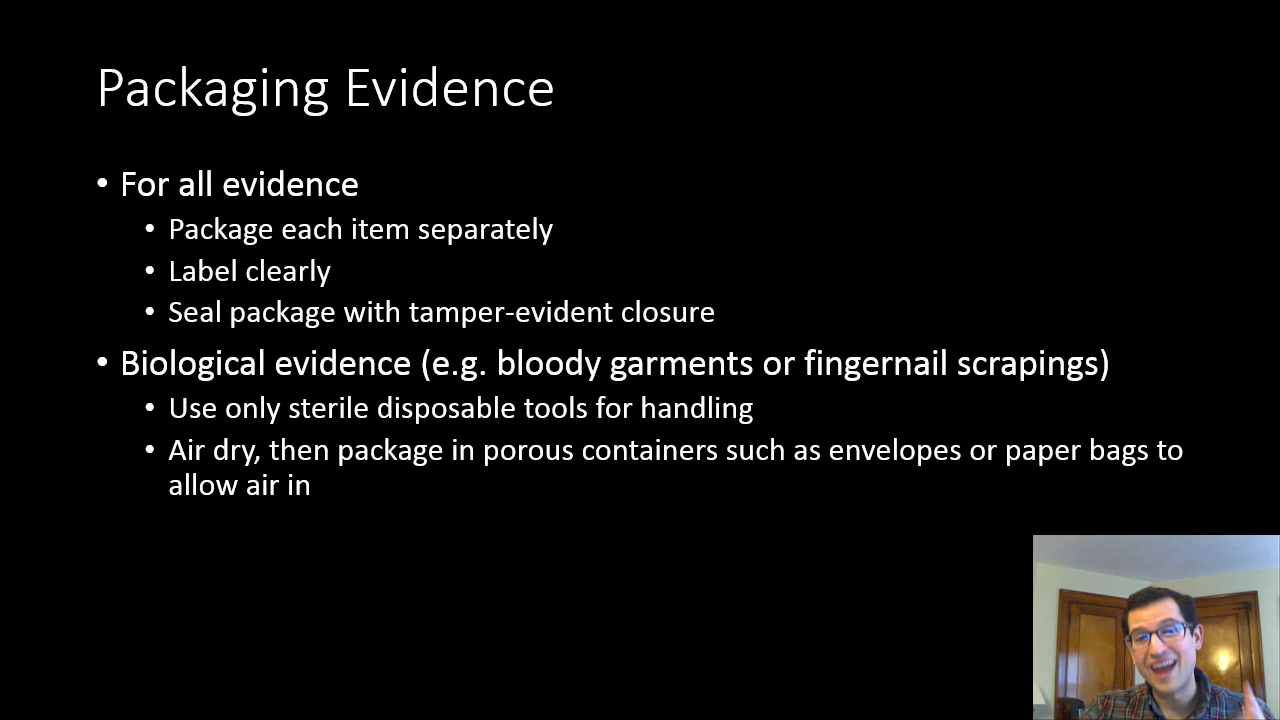 Packaging Evidence
• For all evidence
• Package each item separately
• Label clearly
• Seal package with tamper-evident closure
• Biological evidence (e.g. bloody garments or fingernail scrapings)
• Use only sterile disposable tools for handling
• Air dry, then package in porous containers such as envelopes or paper bags to
allow air in